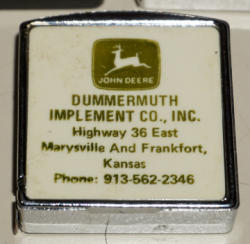 JOHN DEERE
DUMMERMUTH
IMPLEMENT CO., INC.
Highway 36 East
Marysville And Frankfort,
Kansas
Phone: 913-562-2346